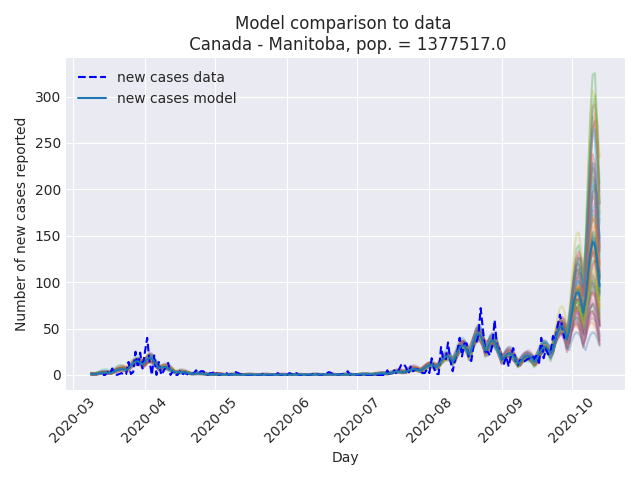 Model comparison to data
Canada - Manitoba, pop. = 1377517.0
new cases data
new cases model
Number of new cases reported
300
250
200
150
100
50
0
2020-03
2020-04
2020-05
2020-06
2020-07
2020-08
2020-09
2020-10
Day